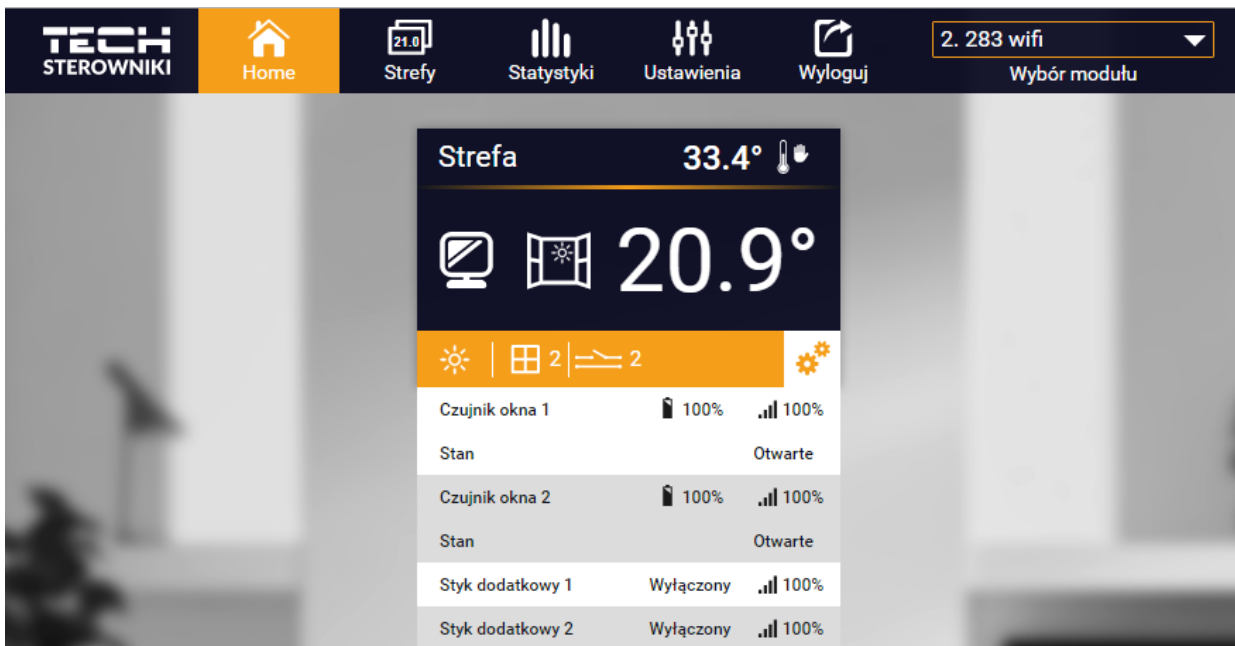 TECH
STEROWNIKI
Home
21.0
Strefy
Statystyki
Ustawienia
Wyloguj
2. 283 wifi
Wybór modułu
Strefa 33.4°
20.9°
2 2
Czujnik okna 1 100% 100%
Stan Otwarte
Czujnik okna 2 100% 100%
Stan Otwarte
Styk dodatkowy 1 Wyłączony 100%
Styk dodatkowy 2 Wyłączony 100%